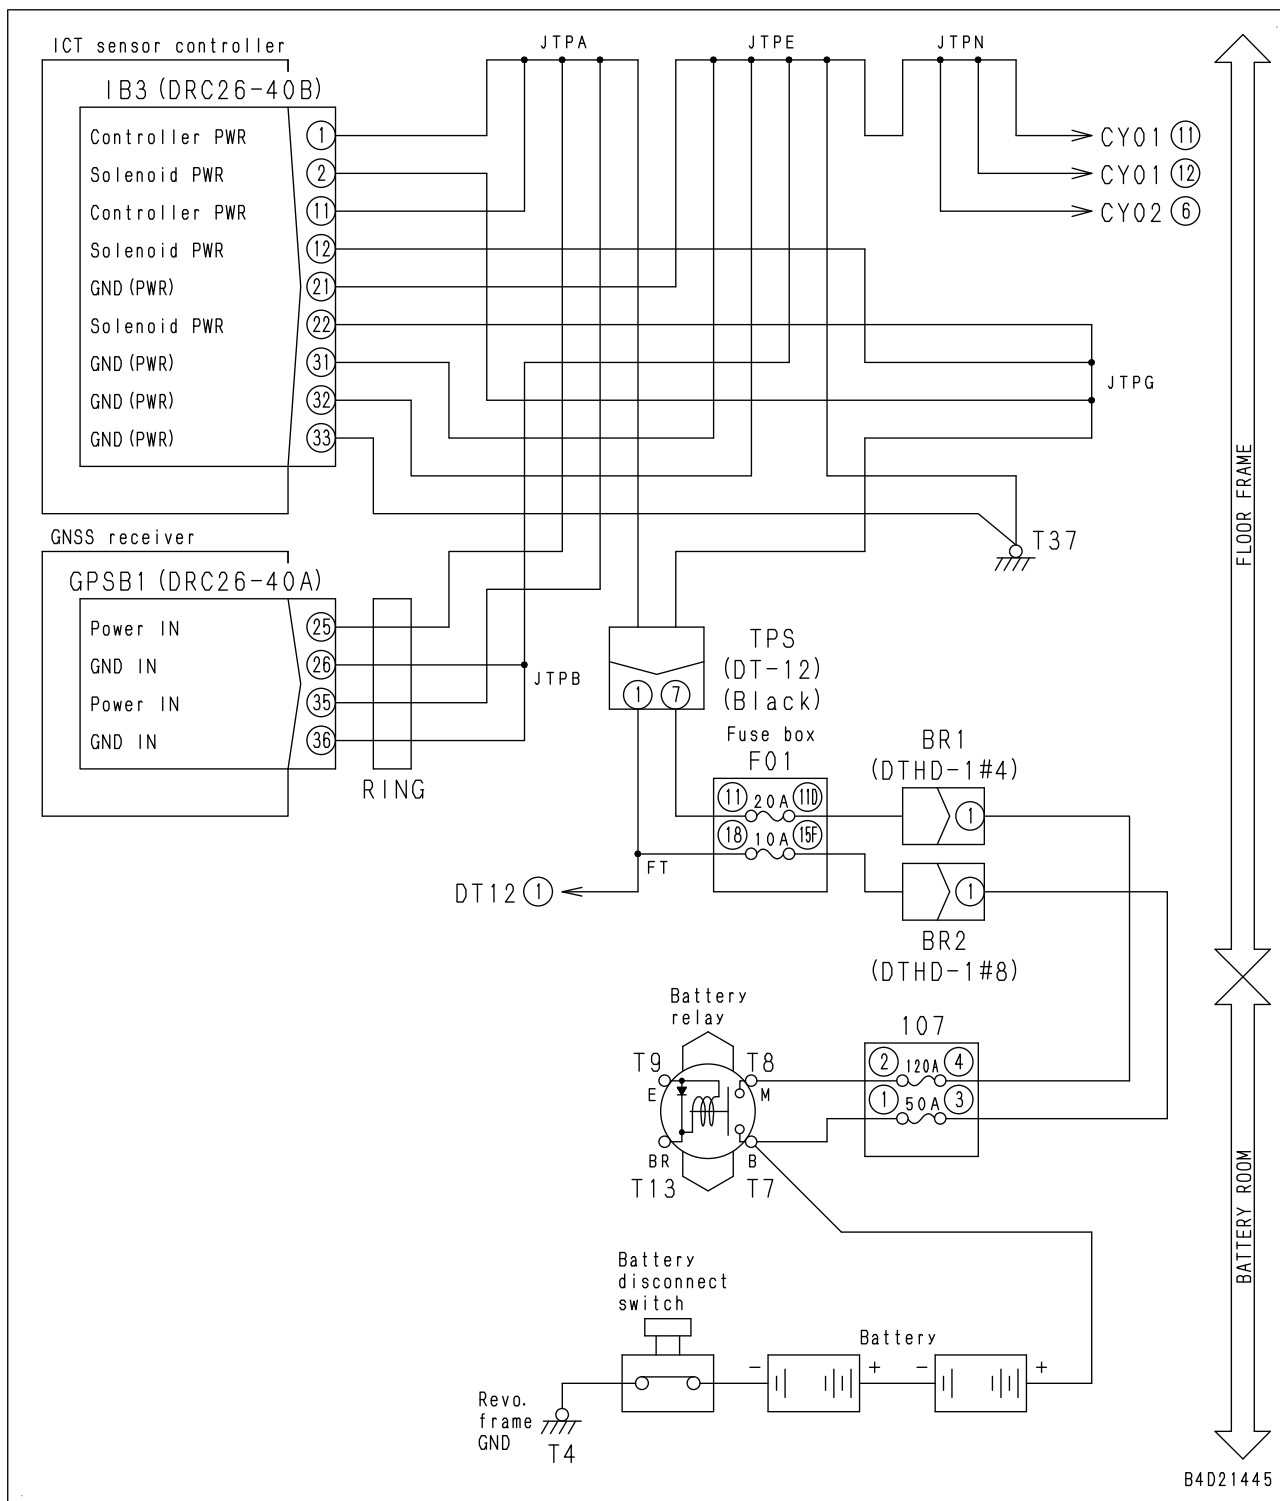 ICT sensor controller
JTPA
JTPE
JTPN
IB3 (DRC26-40B)
Controller PWR 1
Solenoid PWR 2
Controller PWR 11
Solenoid PWR 12
GND (PWR) 21
Solenoid PWR 22
GND (PWR) 31
GND (PWR) 32
GND (PWR) 33
CY01 11
CY01 12
CY02 6
JTPG
T37
FLOOR FRAME
GNSS receiver
GPSB1 (DRC26-40A)
Power IN 25
GND IN 26
Power IN 35
GND IN 36
RING
JTPB
TPS
(DT-12)
(Black)
1 7
Fuse box
F01
11 20A 11D
18 10A 15F
FT
DT12 1
BR1
(DTHD-1#4)
1
1
BR2
(DTHD-1#8)
Battery
relay
T9
T8
E
M
BR
B
T13
T7
107
2 120A 4
1 50A 3
BATTERY ROOM
Battery
disconnect
switch
Battery
- + - +
Revo.
frame
GND
T4
B4D21445